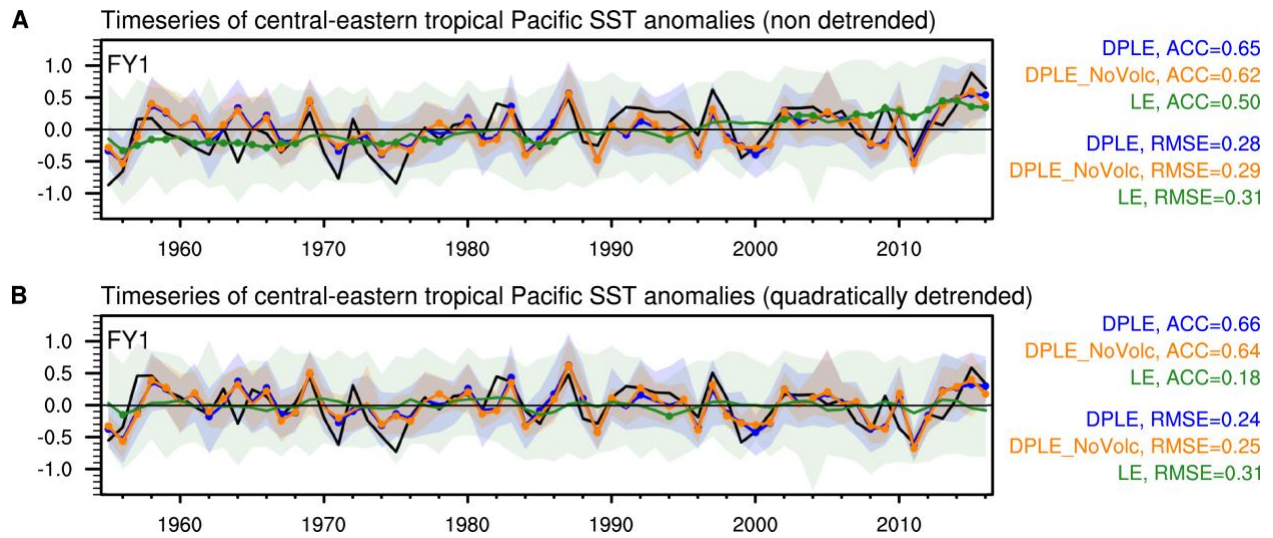 A
Timeseries of central-eastern tropical Pacific SST anomalies (non detrended)
FY1
1.0
0.5
0.0
-0.5
-1.0
1960 1970 1980 1990 2000 2010
DPLE, ACC=0.65
DPLE_NoVolc, ACC=0.62
LE, ACC=0.50
DPLE, RMSE=0.28
DPLE_NoVolc, RMSE=0.29
LE, RMSE=0.31
B
Timeseries of central-eastern tropical Pacific SST anomalies (quadratically detrended)
FY1
1.0
0.5
0.0
-0.5
-1.0
1960 1970 1980 1990 2000 2010
DPLE, ACC=0.66
DPLE_NoVolc, ACC=0.64
LE, ACC=0.18
DPLE, RMSE=0.24
DPLE_NoVolc, RMSE=0.25
LE, RMSE=0.31